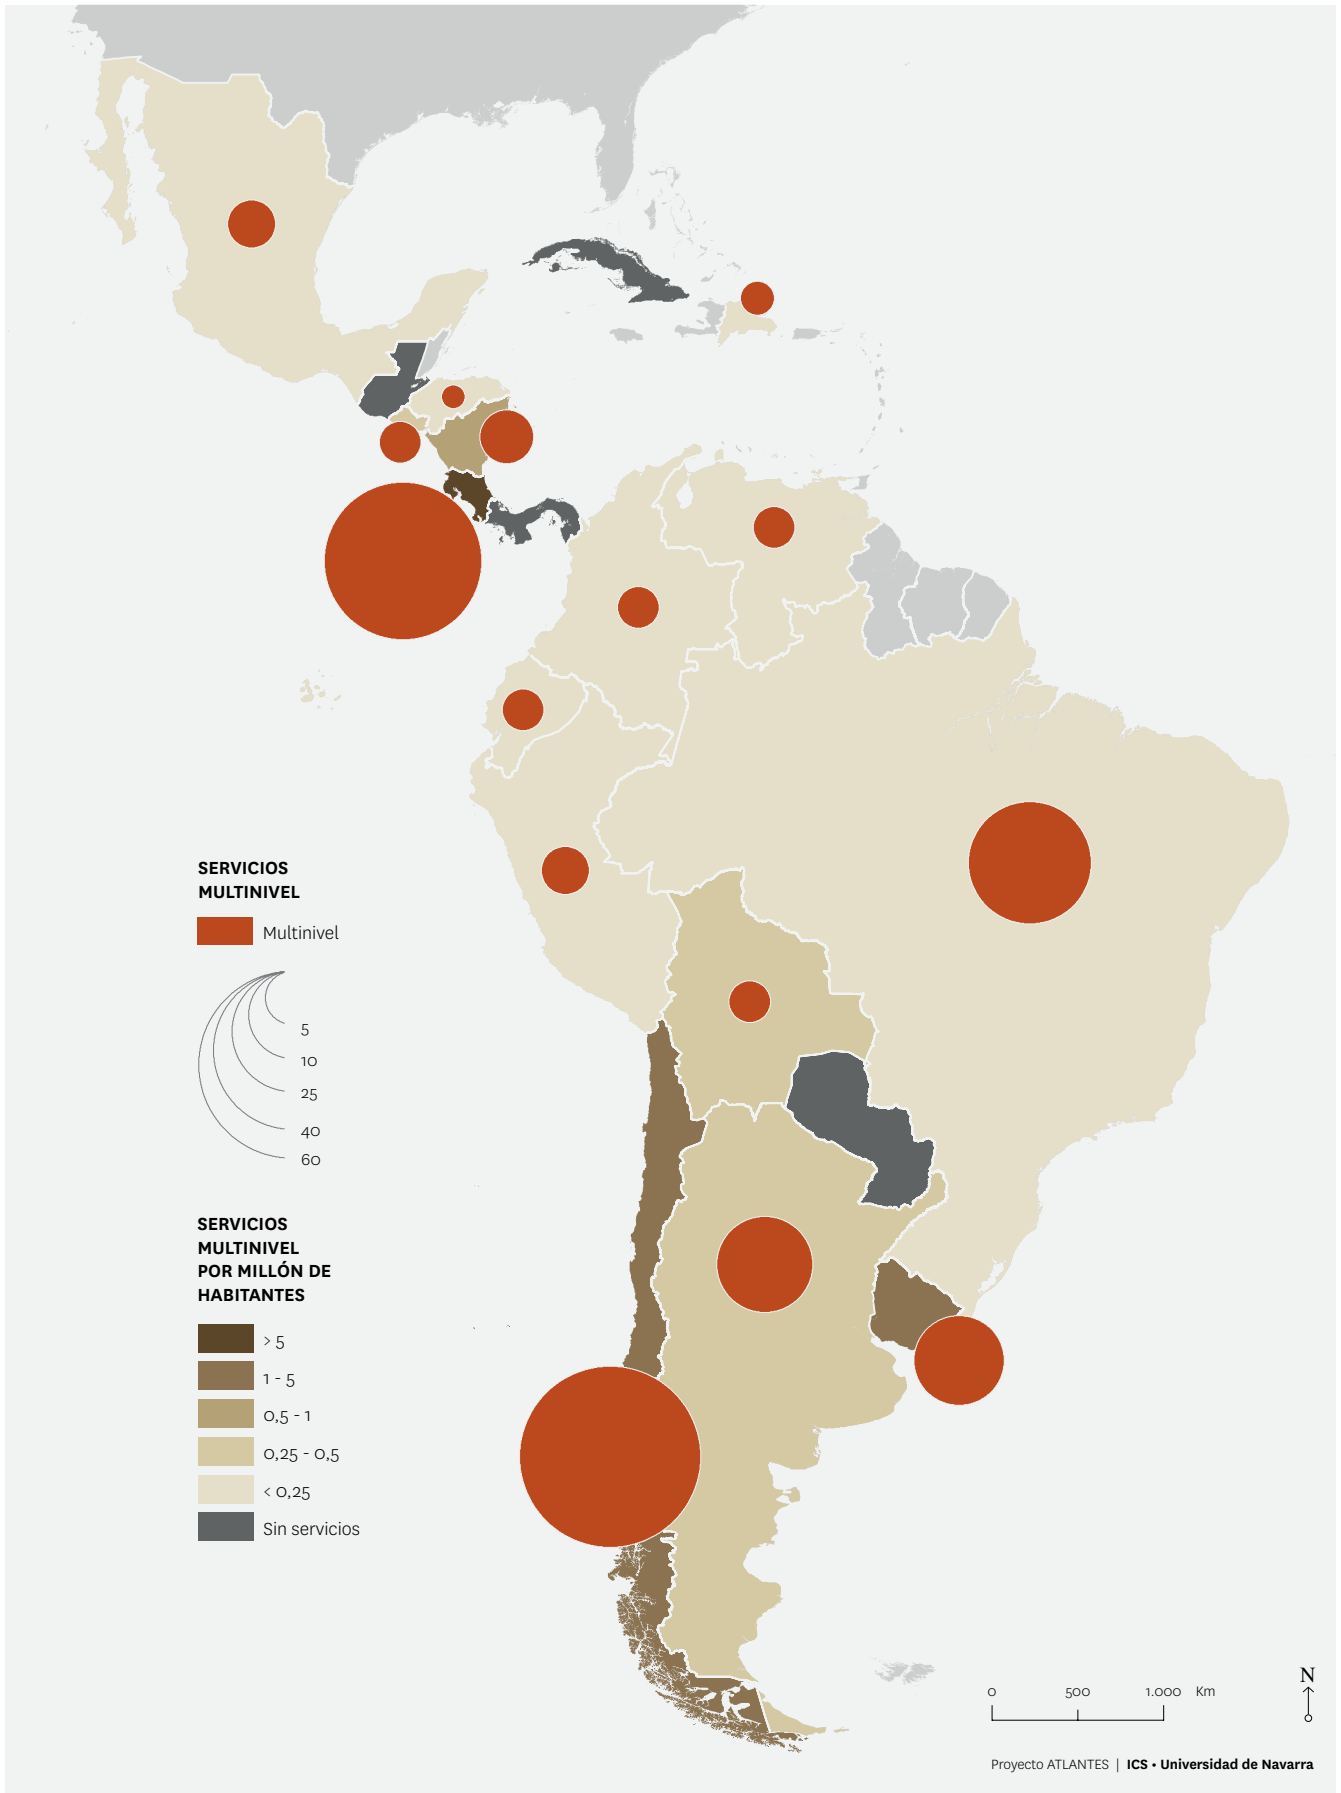 SERVICIOS
MULTINIVEL
Multinivel
5
10
25
40
60
SERVICIOS
MULTINIVEL
POR MILLÓN DE
HABITANTES
> 5
1 - 5
0,5 - 1
0,25 - 0,5
< 0,25
Sin servicios
N
0 500 1.000 Km
Proyecto ATLANTES | ICS • Universidad de Navarra